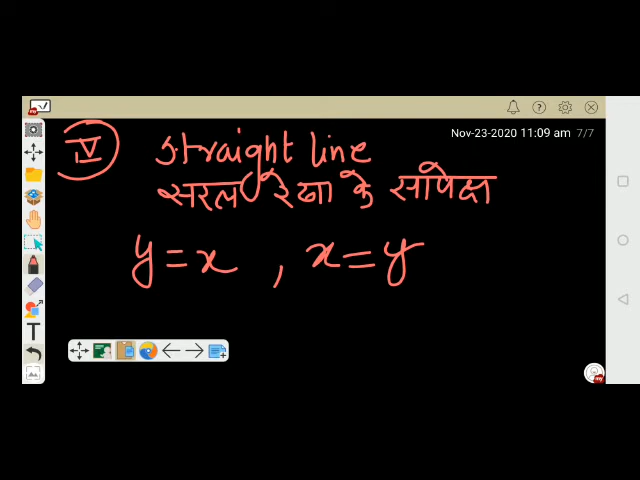 Nov-23-2020 11:09 am 7/7
IV straight line
सरल रेखा के सापेक्ष
y = x , x = y
T